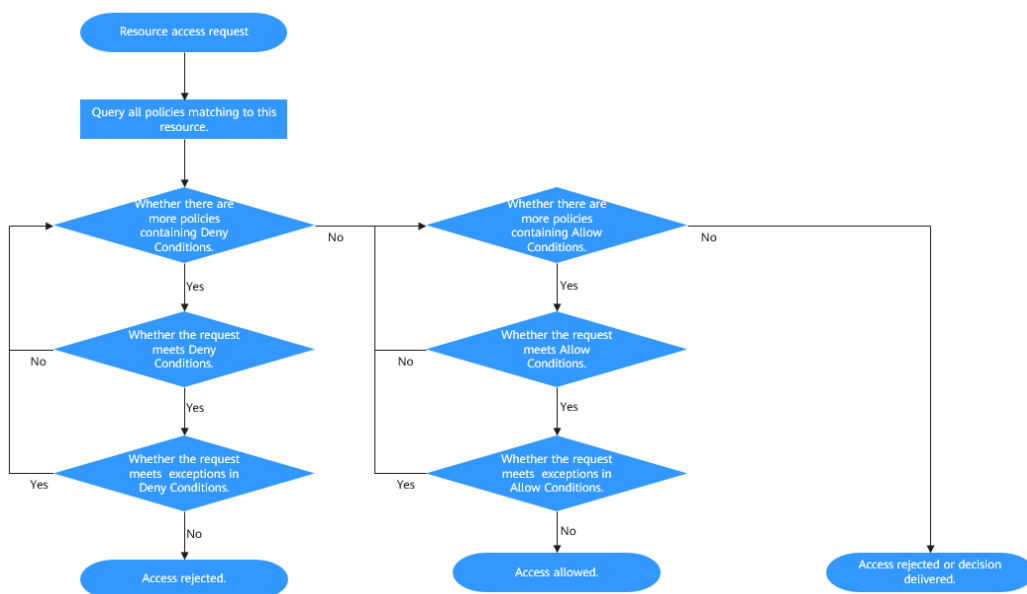 Resource access request
Query all policies matching to this
resource.
Whether there are
more policies
containing Deny
Conditions.
No
Whether there are
more policies
containing Allow
Conditions.
No
Yes
Yes
Whether the request
meets Deny
Conditions.
No
Whether the request
meets Allow
Conditions.
No
Yes
Yes
Whether the request
meets exceptions in
Deny Conditions.
Yes
Whether the request
meets exceptions in
Allow Conditions.
Yes
No
No
Access rejected.
Access allowed.
Access rejected or decision
delivered.